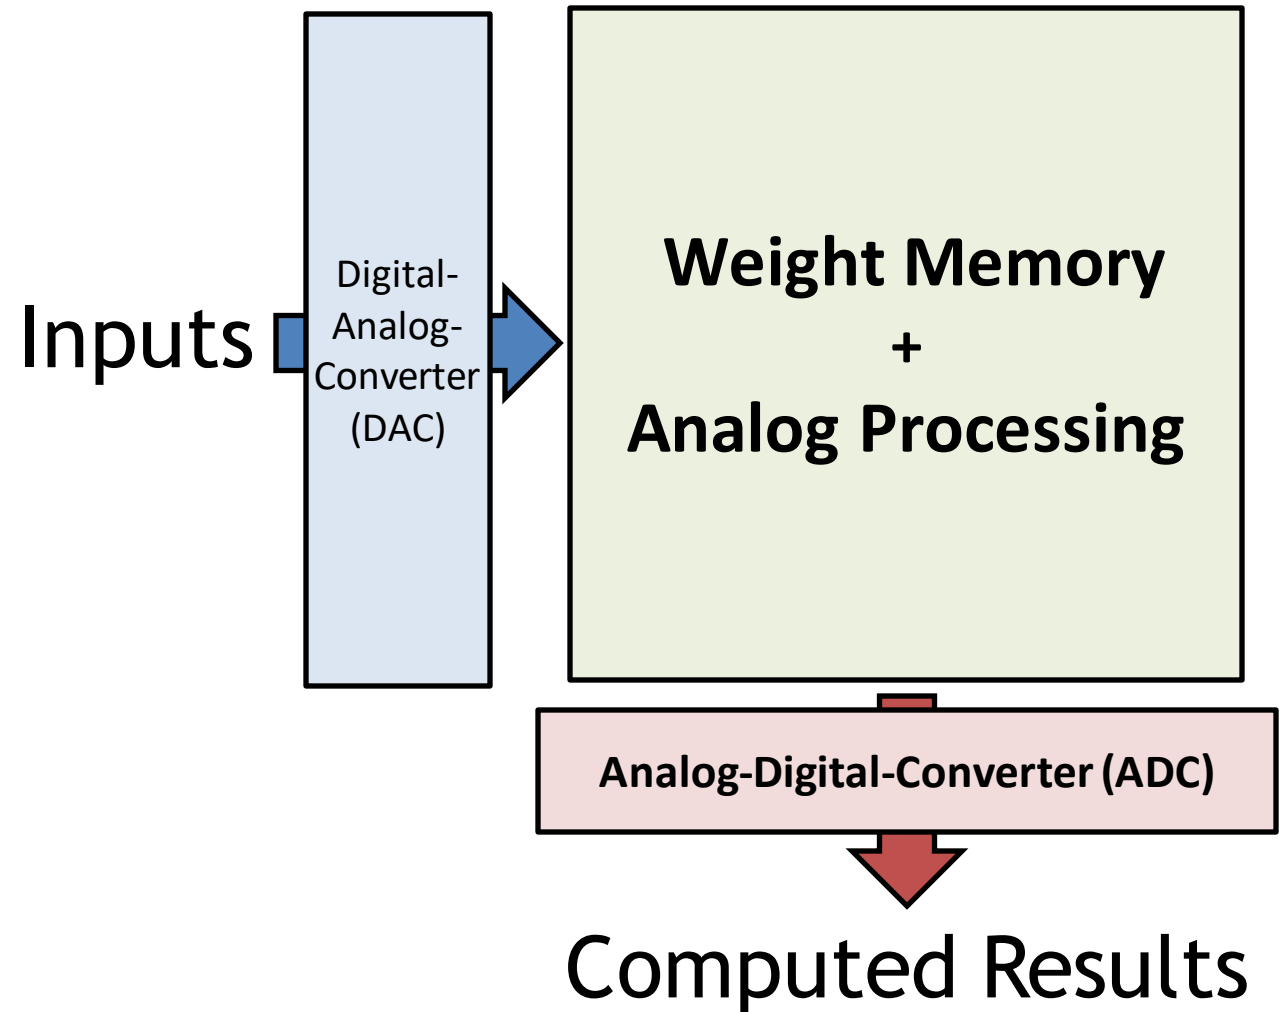 Inputs
Digital-
Analog-
Converter
(DAC)
Weight Memory
+
Analog Processing
Analog-Digital-Converter (ADC)
Computed Results